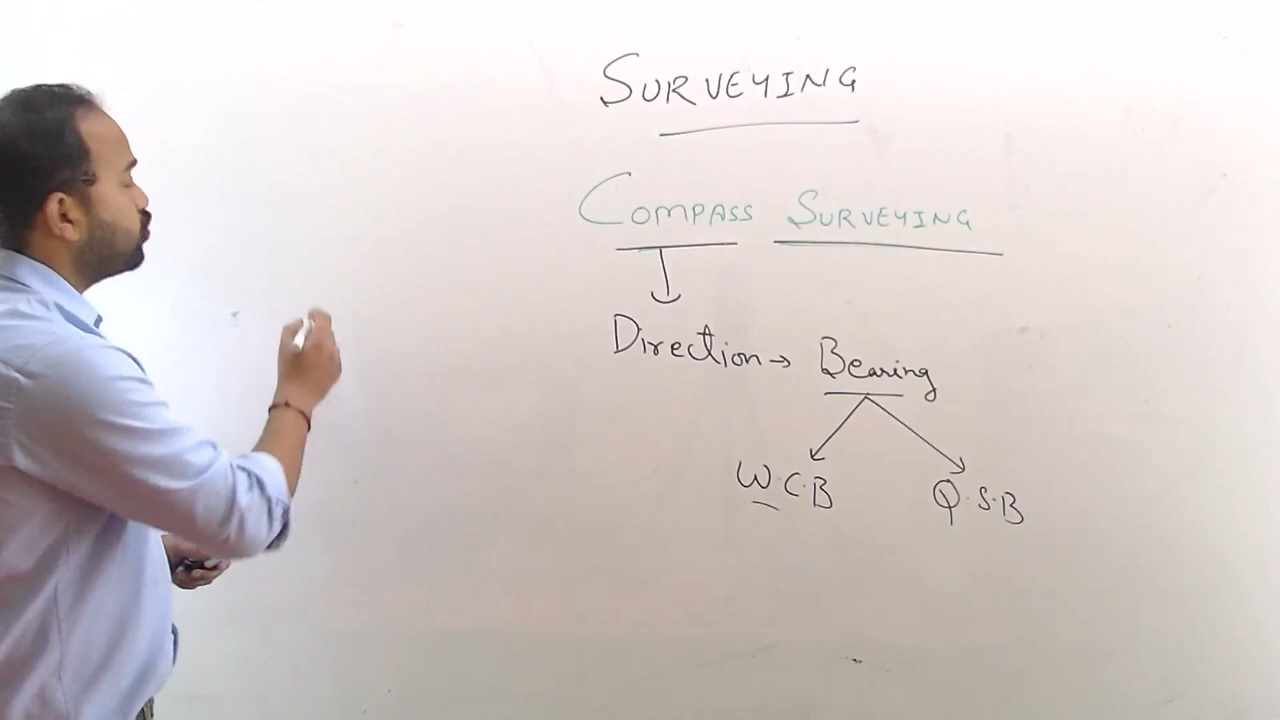 SURVEYING
COMPASS SURVEYING
Direction → Bearing
W.C.B Q.S.B